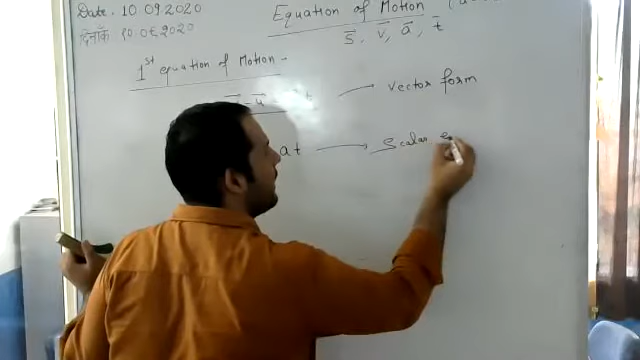 Date. 10 09 2020
Equation of Motion
दिनाँक 10.09.2020
s̄. v̄, ā, t̄
1st equation of Motion -
→ vector form
at → Scalar